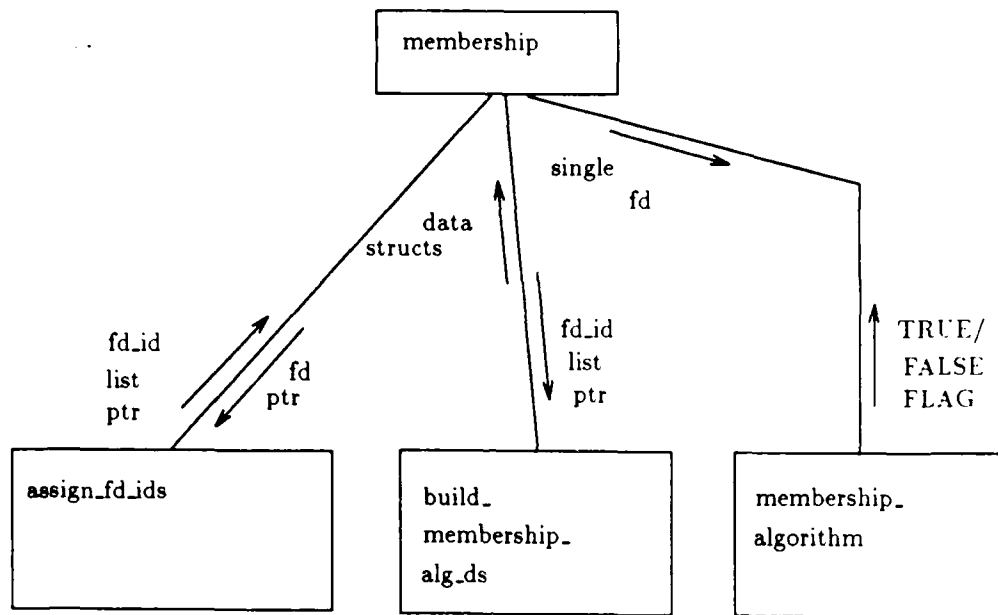 membership
single
fd
data
structs
fd_id
list
ptr
fd
ptr
fd_id
list
ptr
TRUE/
FALSE
FLAG
assign_fd_ids
build_
membership_
alg_ds
membership_
algorithm